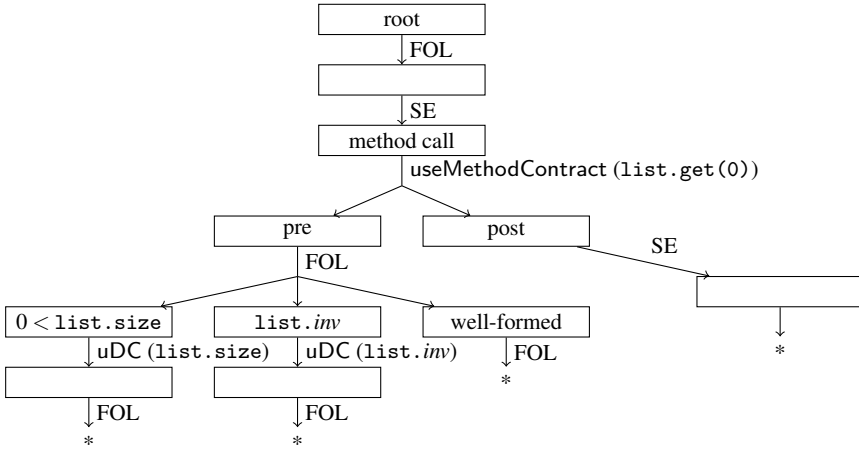 root
FOL
SE
method call
useMethodContract (list.get(0))
pre
post
SE
FOL
0 < list.size
list.inv
well-formed
uDC (list.size)
uDC (list.inv)
FOL
*
*
FOL
FOL
*
*